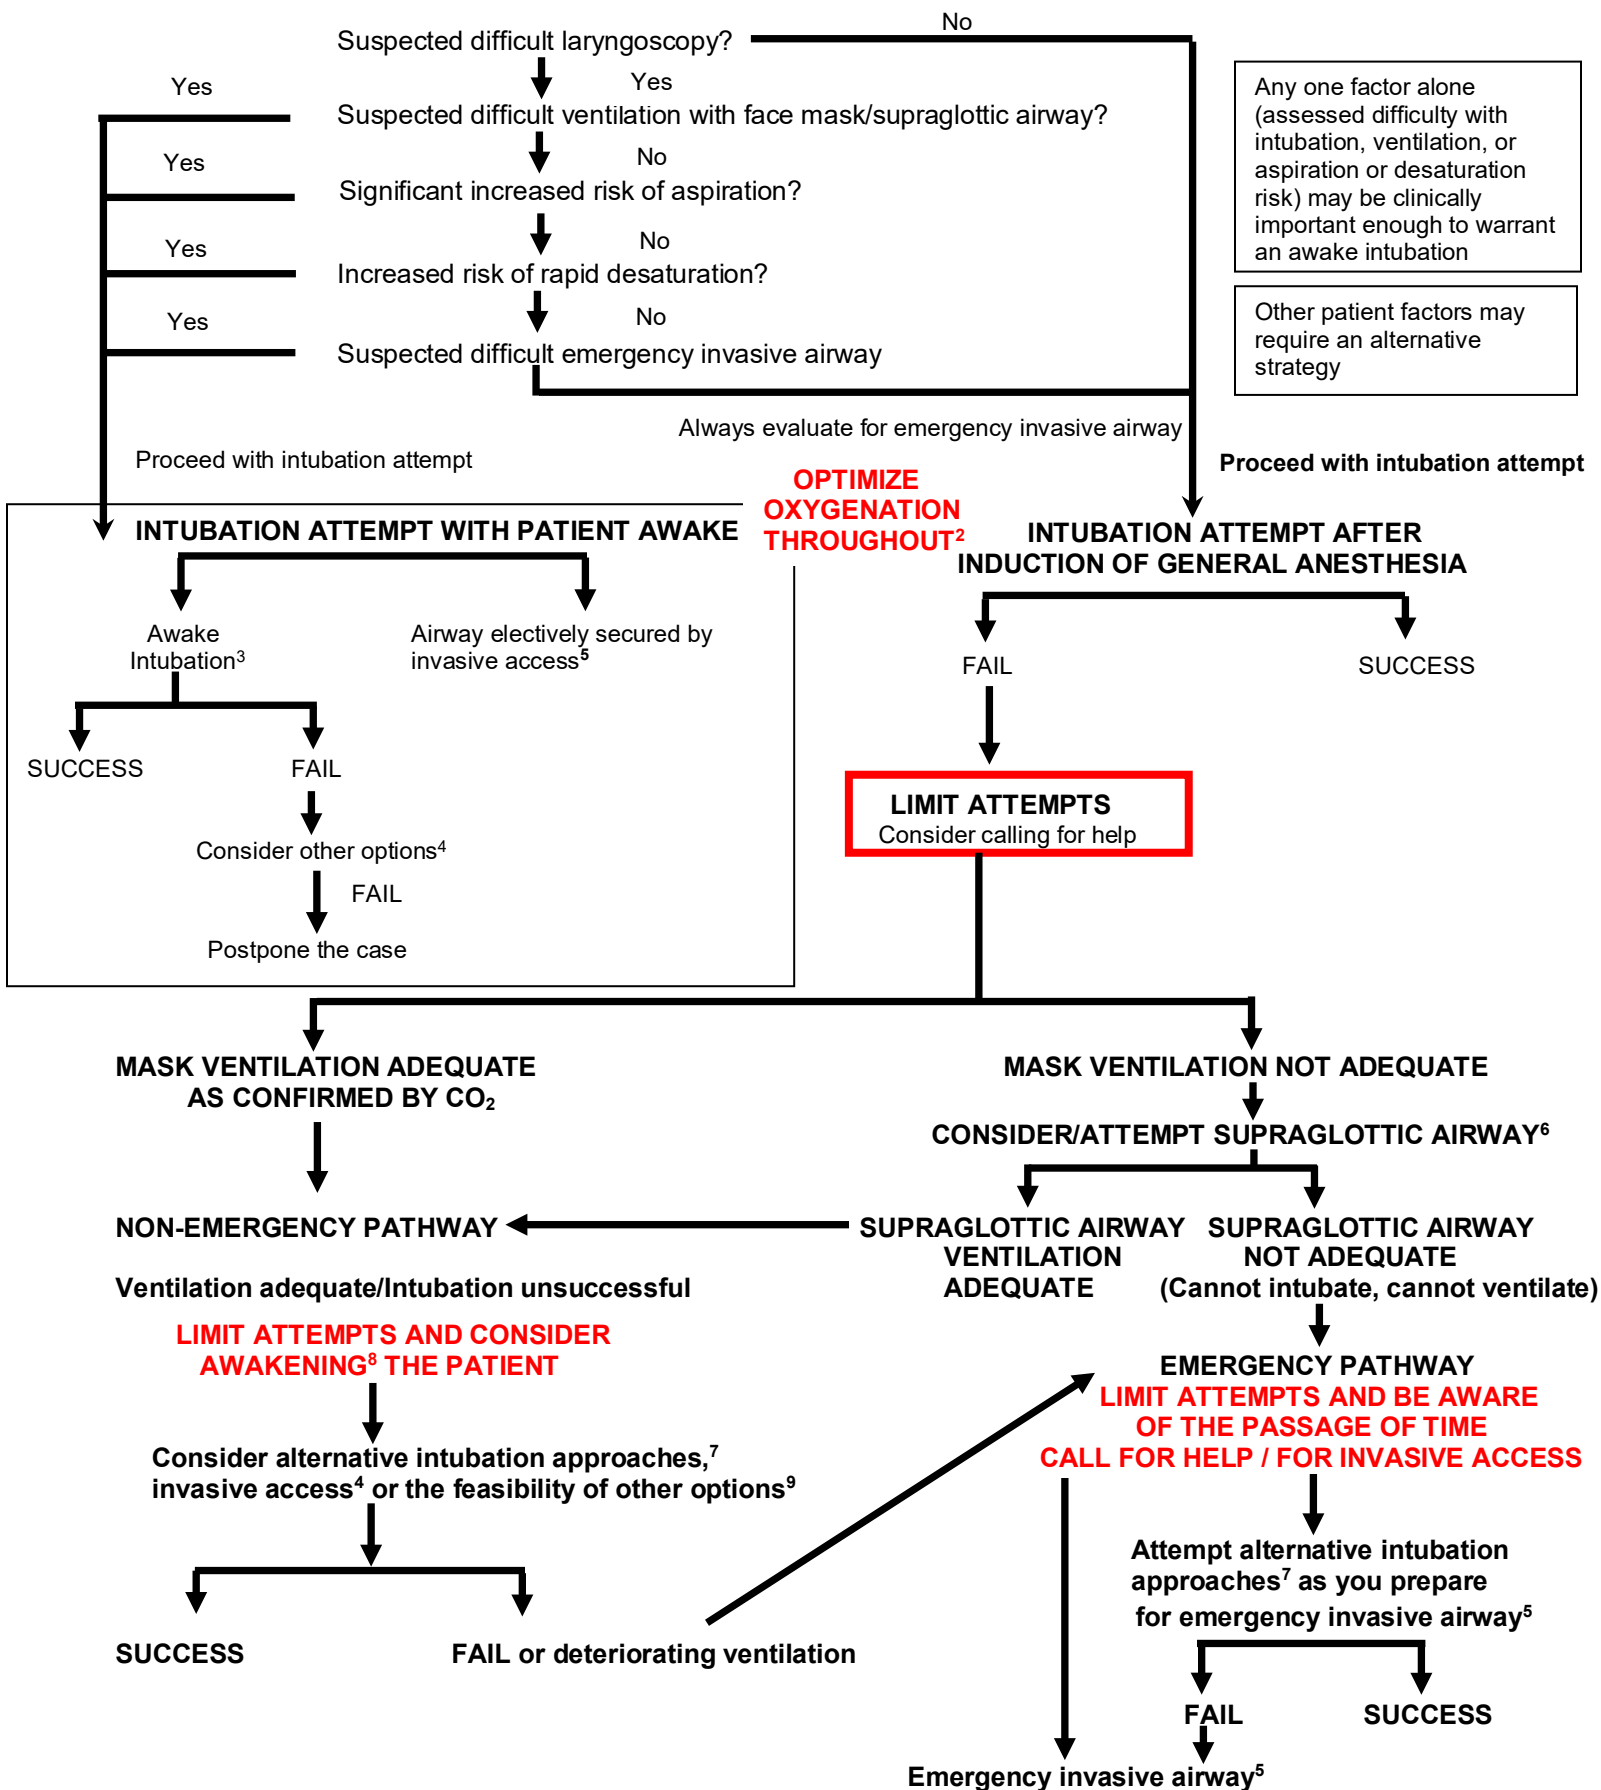 No
Suspected difficult laryngoscopy?
Yes
Yes
Suspected difficult ventilation with face mask/supraglottic airway?
Yes
No
Significant increased risk of aspiration?
Yes
No
Increased risk of rapid desaturation?
Yes
No
Suspected difficult emergency invasive airway
Any one factor alone
(assessed difficulty with
intubation, ventilation, or
aspiration or desaturation
risk) may be clinically
important enough to warrant
an awake intubation
Other patient factors may
require an alternative
strategy
Always evaluate for emergency invasive airway
Proceed with intubation attempt
Proceed with intubation attempt
OPTIMIZE
OXYGENATION
THROUGHOUT²
INTUBATION ATTEMPT WITH PATIENT AWAKE
INTUBATION ATTEMPT AFTER
INDUCTION OF GENERAL ANESTHESIA
Awake
Intubation³
Airway electively secured by
invasive access⁵
FAIL
SUCCESS
SUCCESS
FAIL
LIMIT ATTEMPTS
Consider calling for help
Consider other options⁴
FAIL
Postpone the case
MASK VENTILATION ADEQUATE
AS CONFIRMED BY CO₂
MASK VENTILATION NOT ADEQUATE
CONSIDER/ATTEMPT SUPRAGLOTTIC AIRWAY⁶
NON-EMERGENCY PATHWAY
SUPRAGLOTTIC AIRWAY
VENTILATION
ADEQUATE
SUPRAGLOTTIC AIRWAY
NOT ADEQUATE
(Cannot intubate, cannot ventilate)
Ventilation adequate/Intubation unsuccessful
LIMIT ATTEMPTS AND CONSIDER
AWAKENING⁸ THE PATIENT
EMERGENCY PATHWAY
LIMIT ATTEMPTS AND BE AWARE
OF THE PASSAGE OF TIME
CALL FOR HELP / FOR INVASIVE ACCESS
Consider alternative intubation approaches,⁷
invasive access⁴ or the feasibility of other options⁹
Attempt alternative intubation
approaches⁷ as you prepare
for emergency invasive airway⁵
SUCCESS
FAIL or deteriorating ventilation
FAIL
SUCCESS
Emergency invasive airway⁵